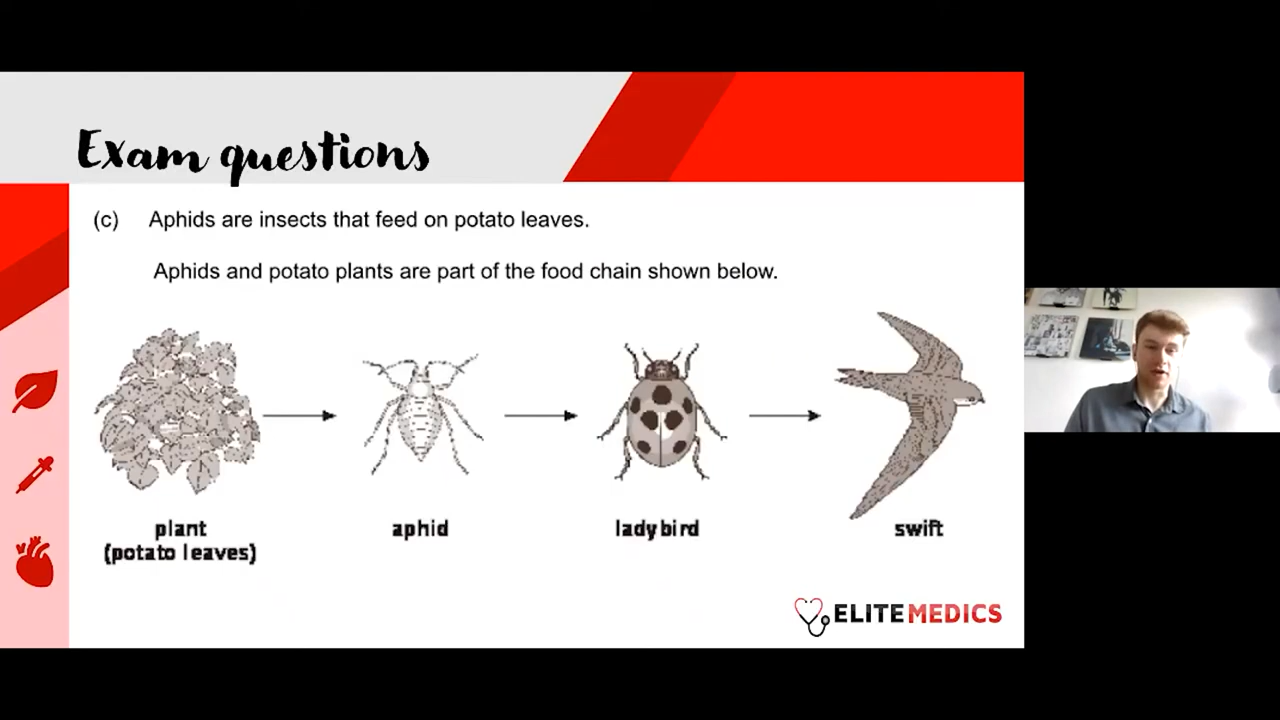 Exam questions
(c) Aphids are insects that feed on potato leaves.
Aphids and potato plants are part of the food chain shown below.
plant
(potato leaves)
aphid
ladybird
swift
ELITEMEDICS